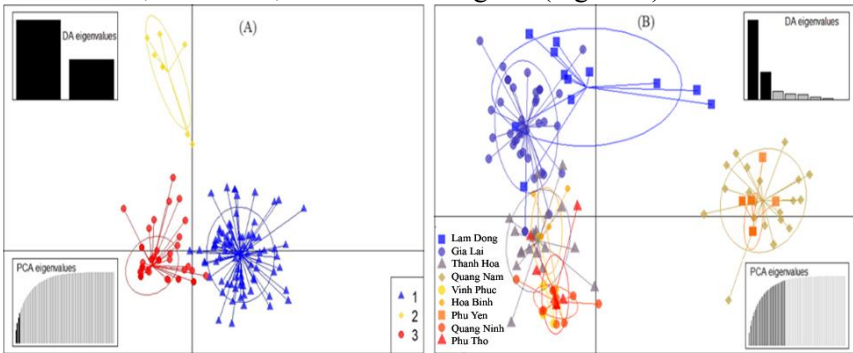 (A)
DA eigenvalues
PCA eigenvalues
1
2
3
(B)
DA eigenvalues
Lam Dong
Gia Lai
Thanh Hoa
Quang Nam
Vinh Phuc
Hoa Binh
Phu Yen
Quang Ninh
Phu Tho
PCA eigenvalues